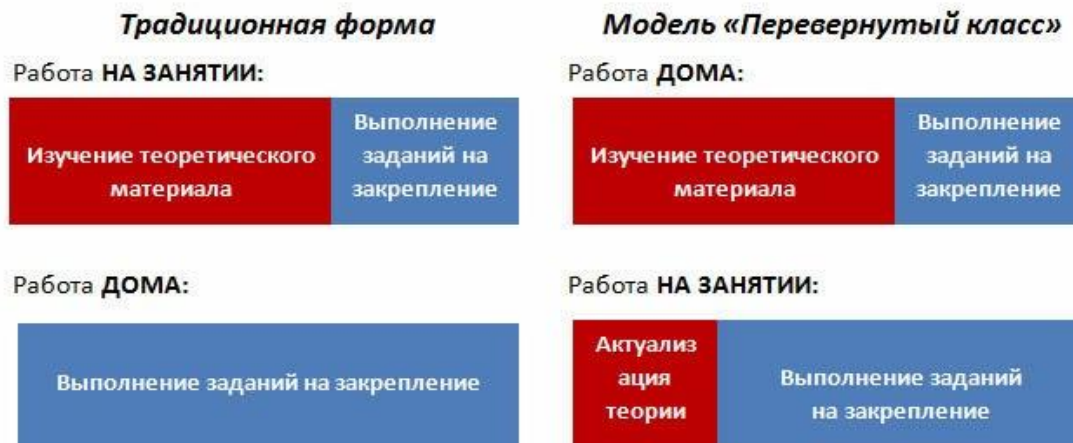 Традиционная форма
Работа НА ЗАНЯТИИ:
Изучение теоретического
материала
Выполнение
заданий на
закрепление
Работа ДОМА:
Выполнение заданий на закрепление
Модель «Перевернутый класс»
Работа ДОМА:
Изучение теоретического
материала
Выполнение
заданий на
закрепление
Работа НА ЗАНЯТИИ:
Актуализ
ация
теории
Выполнение заданий
на закрепление